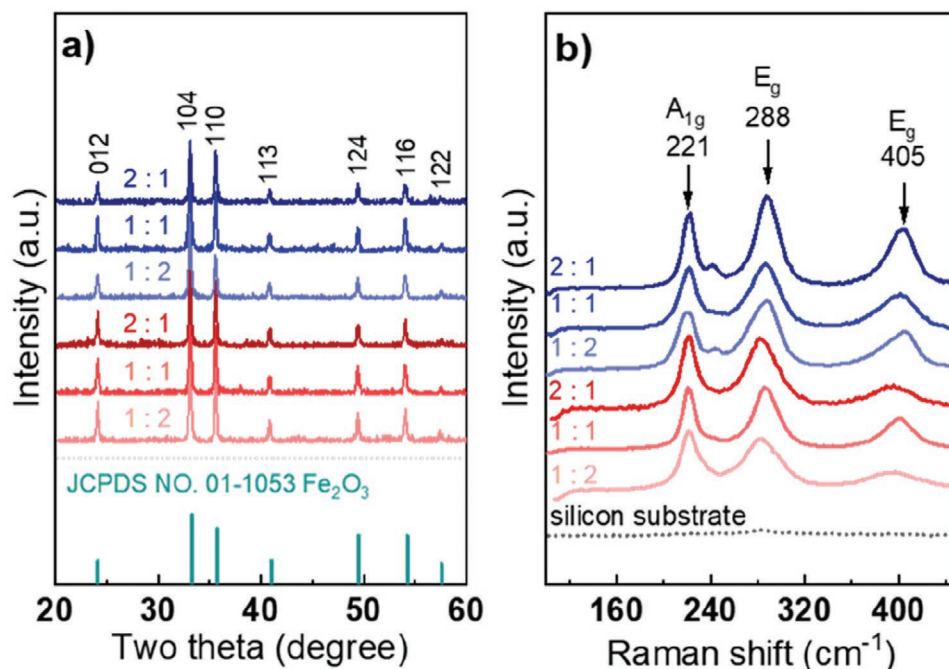 a)
012
104
110
113
124
116
122
2 : 1
1 : 1
1 : 2
2 : 1
1 : 1
1 : 2
JCPDS NO. 01-1053 Fe₂O₃
20 30 40 50 60
Two theta (degree)
Intensity (a.u.)
b)
A₁g
221
Eg
288
Eg
405
2 : 1
1 : 1
1 : 2
2 : 1
1 : 1
1 : 2
silicon substrate
160 240 320 400
Raman shift (cm⁻¹)
Intensity (a.u.)